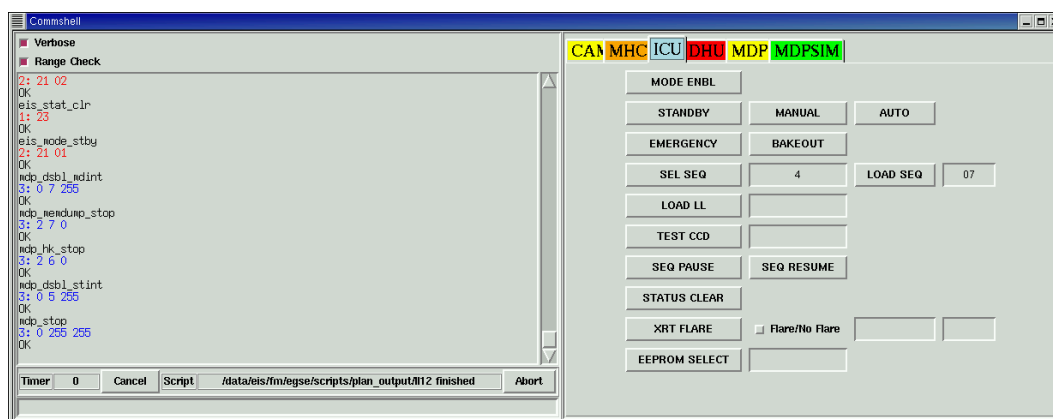 Commshell
Verbose
Range Check
2: 21 02
OK
eis_stat_clr
1: 23
OK
eis_mode_stby
2: 21 01
OK
mdp_dsbl_mdint
3: 0 7 255
OK
mdp_memdump_stop
3: 2 7 0
OK
mdp_hk_stop
3: 2 6 0
OK
mdp_dsbl_stint
3: 0 5 255
OK
mdp_stop
3: 0 255 255
OK
Timer 0 Cancel Script /data/eis/fm/egse/scripts/plan_output/ll12 finished Abort
CAM MHC ICU DHU MDP MDPSIM
MODE ENBL
STANDBY MANUAL AUTO
EMERGENCY BAKEOUT
SEL SEQ 4 LOAD SEQ 07
LOAD LL
TEST CCD
SEQ PAUSE SEQ RESUME
STATUS CLEAR
XRT FLARE Flare/No Flare
EEPROM SELECT